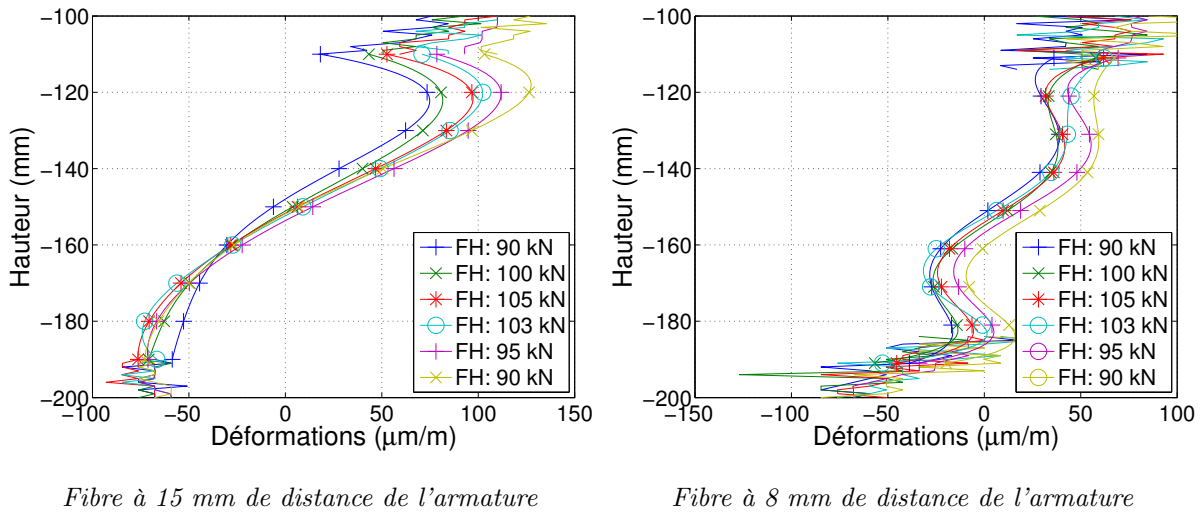 −100
−120
−140
−160
−180
−200
Hauteur (mm)
−100 −50 0 50 100 150
Déformations (μm/m)
FH: 90 kN
FH: 100 kN
FH: 105 kN
FH: 103 kN
FH: 95 kN
FH: 90 kN
Fibre à 15 mm de distance de l'armature
−100
−120
−140
−160
−180
−200
Hauteur (mm)
−150 −100 −50 0 50 100
Déformations (μm/m)
FH: 90 kN
FH: 100 kN
FH: 105 kN
FH: 103 kN
FH: 95 kN
FH: 90 kN
Fibre à 8 mm de distance de l'armature